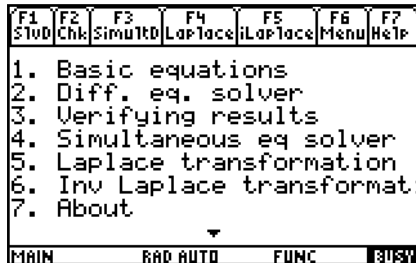 F1 F2 F3 F4 F5 F6 F7
SlvD Chk SimultD Laplace iLaplace Menu Help
1. Basic equations
2. Diff. eq. solver
3. Verifying results
4. Simultaneous eq solver
5. Laplace transformation
6. Inv Laplace transformat
7. About
MAIN RAD AUTO FUNC BUSY